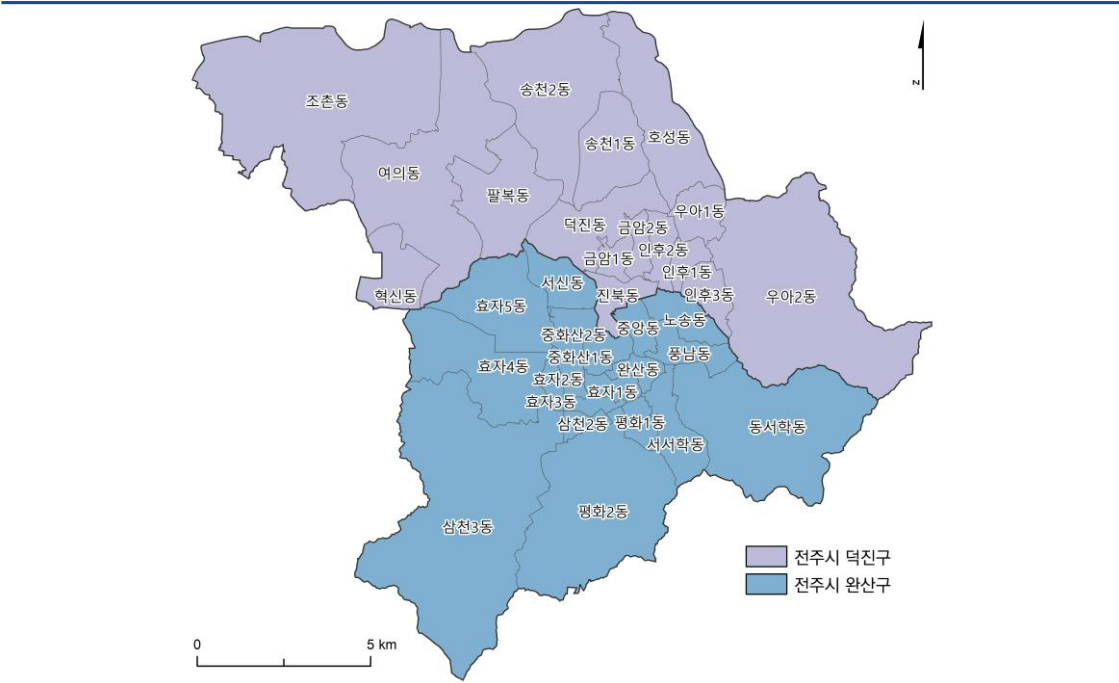 N
송천2동
조촌동
호성동
송천1동
여의동
팔복동
우아1동
덕진동
금암2동
인후2동
금암1동
인후1동
혁신동
서신동
진북동
인후3동
우아2동
효자5동
노송동
중앙동
중화산2동
풍남동
중화산1동
효자4동
완산동
효자2동
효자1동
효자3동
삼천2동
평화1동
동서학동
서서학동
평화2동
삼천3동
전주시 덕진구
전주시 완산구
0 5 km